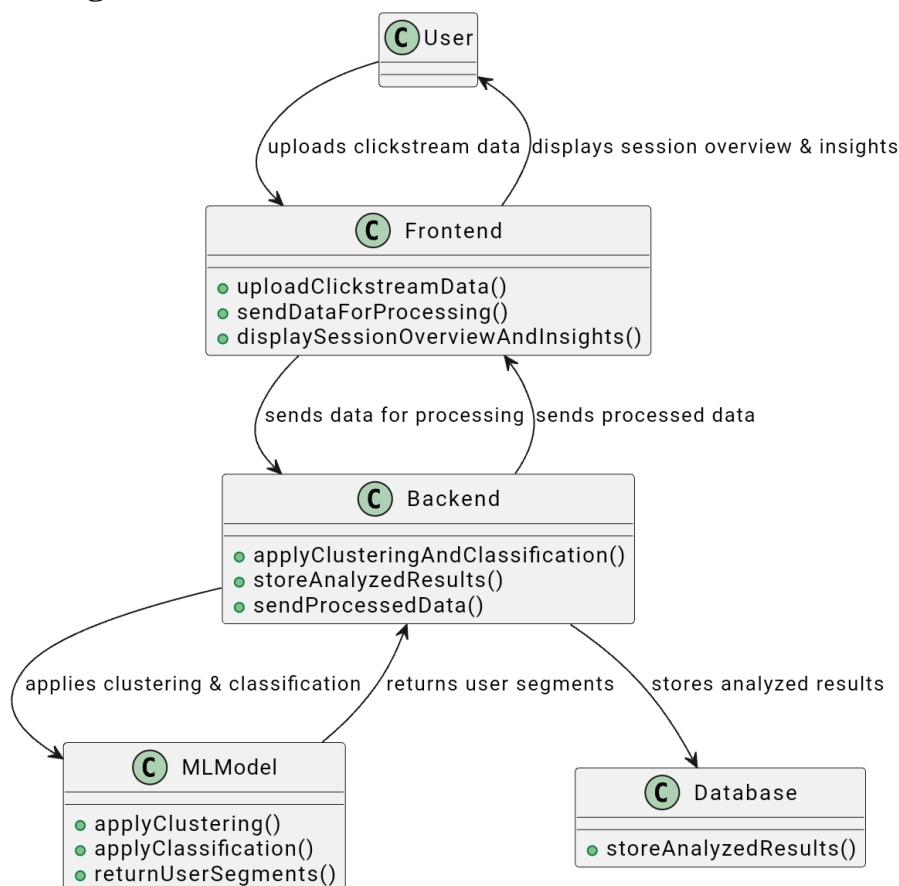 C User
uploads clickstream data displays session overview & insights
C Frontend
uploadClickstreamData()
sendDataForProcessing()
displaySessionOverviewAndInsights()
sends data for processing sends processed data
C Backend
applyClusteringAndClassification()
storeAnalyzedResults()
sendProcessedData()
applies clustering & classification returns user segments stores analyzed results
C MLModel
C Database
applyClustering()
applyClassification()
storeAnalyzedResults()
returnUserSegments()